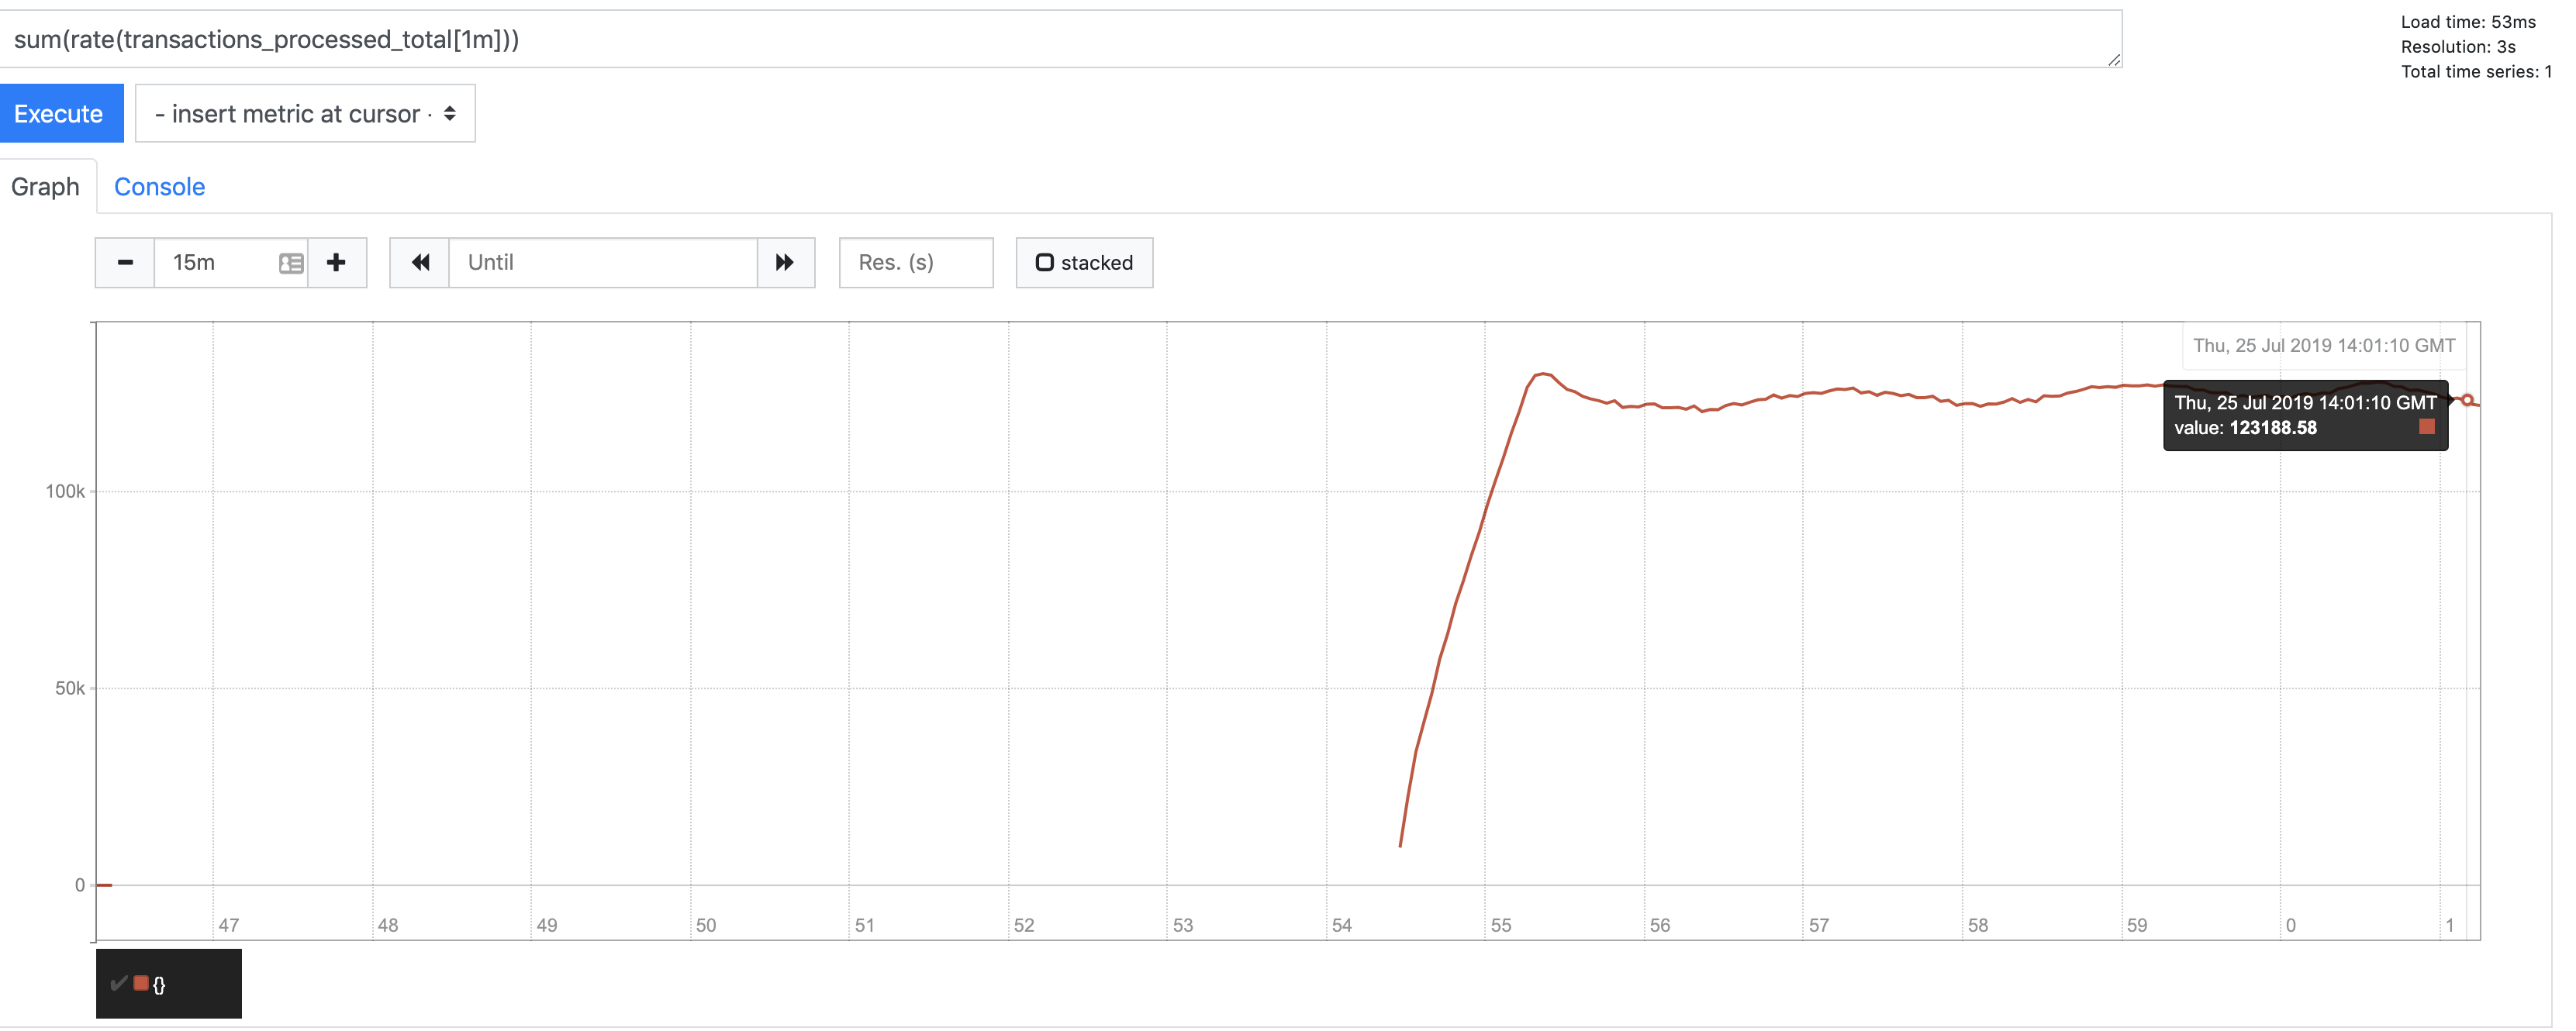 sum(rate(transactions_processed_total[1m]))
Load time: 53ms
Resolution: 3s
Total time series: 1
Execute
- insert metric at cursor -
Graph
Console
15m
Until
Res. (s)
stacked
Thu, 25 Jul 2019 14:01:10 GMT
Thu, 25 Jul 2019 14:01:10 GMT
value: 123188.58
100k
50k
0
47 48 49 50 51 52 53 54 55 56 57 58 59 0 1
✔ {}